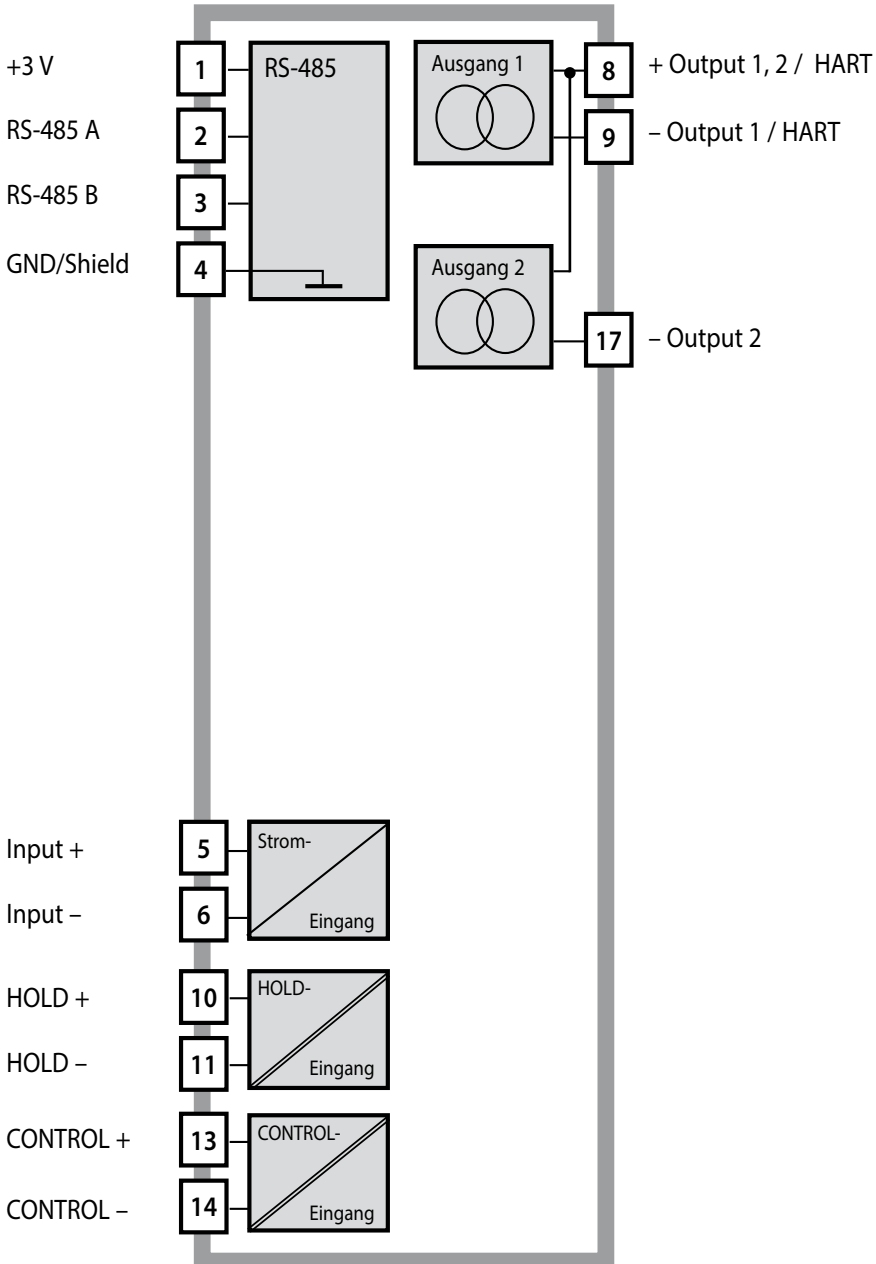 +3 V
1
RS-485
RS-485 A
2
RS-485 B
3
GND/Shield
4
Ausgang 1
8
+ Output 1, 2 / HART
9
– Output 1 / HART
Ausgang 2
17
– Output 2
Input +
5
Strom-
Input –
6
Eingang
HOLD +
10
HOLD-
HOLD –
11
Eingang
CONTROL +
13
CONTROL-
CONTROL –
14
Eingang